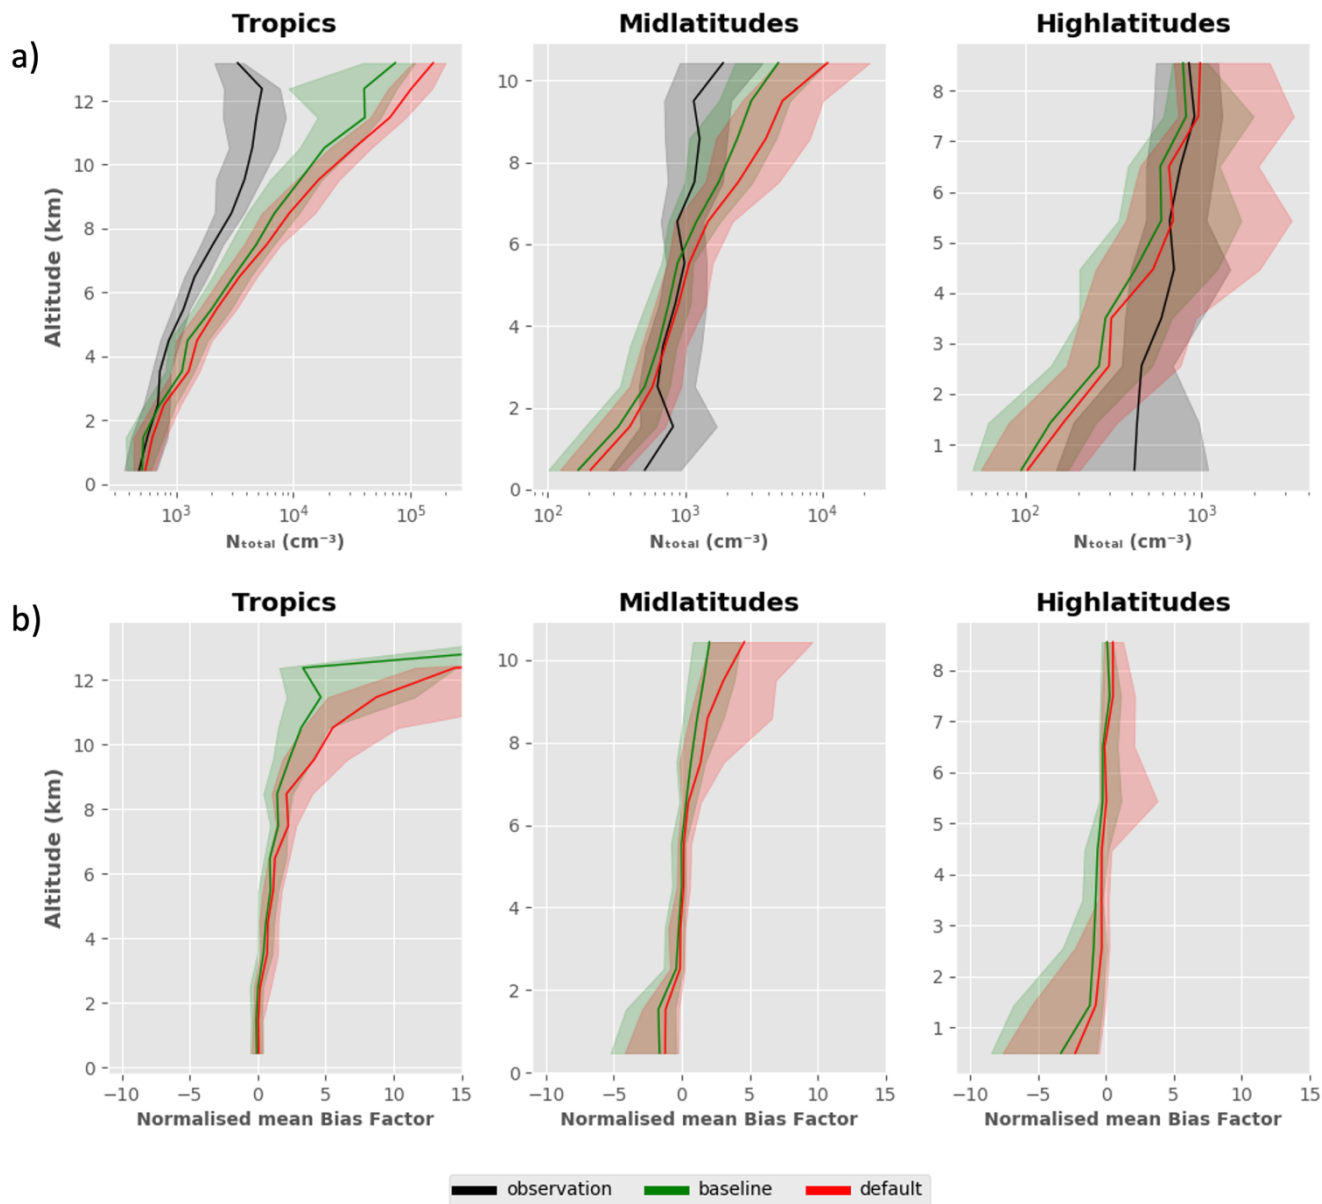 a)
Tropics
Midlatitudes
Highlatitudes
Altitude (km)
12
10
8
6
4
2
0
10
8
6
4
2
0
8
7
6
5
4
3
2
1
10³ 10⁴ 10⁵
10² 10³ 10⁴
10² 10³
Nₜₒₜₐₗ (cm⁻³)
Nₜₒₜₐₗ (cm⁻³)
Nₜₒₜₐₗ (cm⁻³)
b)
Tropics
Midlatitudes
Highlatitudes
Altitude (km)
12
10
8
6
4
2
0
10
8
6
4
2
0
8
7
6
5
4
3
2
1
−10 −5 0 5 10 15
−10 −5 0 5 10 15
−10 −5 0 5 10 15
Normalised mean Bias Factor
Normalised mean Bias Factor
Normalised mean Bias Factor
observation baseline default